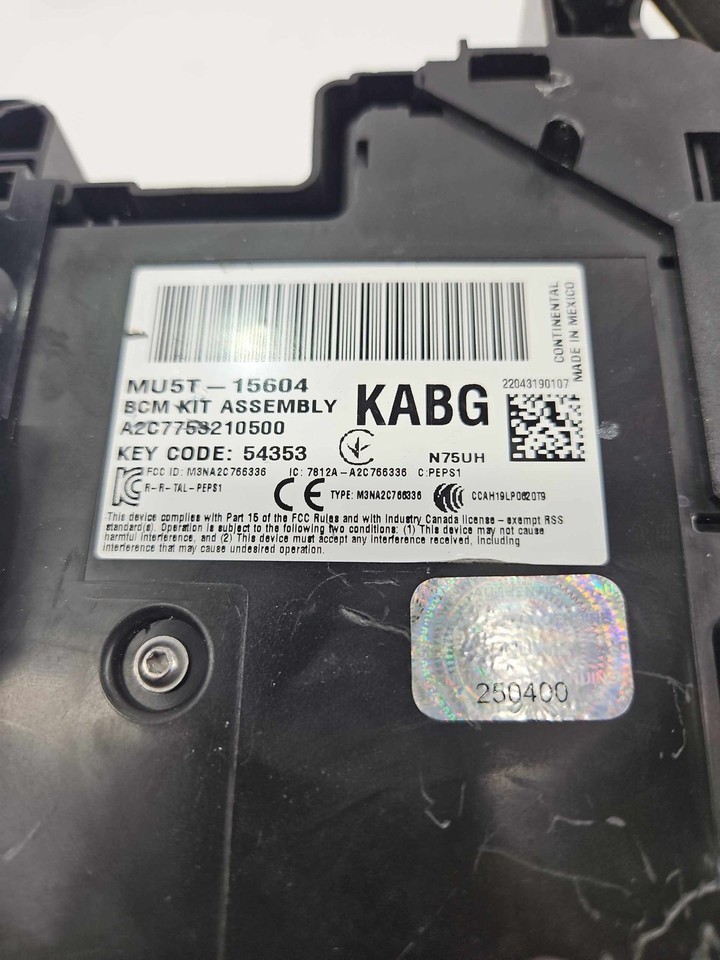 CONTINENTAL
MADE IN MEXICO
MU5T-15604
BCM KIT ASSEMBLY
KABG
22043190107
A2C7753210500
KEY CODE: 54353
N75UH
FCC ID: M3NA2C766336 IC: 7812A-A2C766336 C:PEPS1
R-R-TAL-PEPS1
CE
TYPE: M3NA2C766336
CCAH19LP0620T9
This device complies with Part 15 of the FCC Rules and with Industry Canada license - exempt RSS
standard(s). Operation is subject to the following two conditions: (1) This device may not cause
harmful interference, and (2) This device must accept any interference received, including
interference that may cause undesired operation.
250400